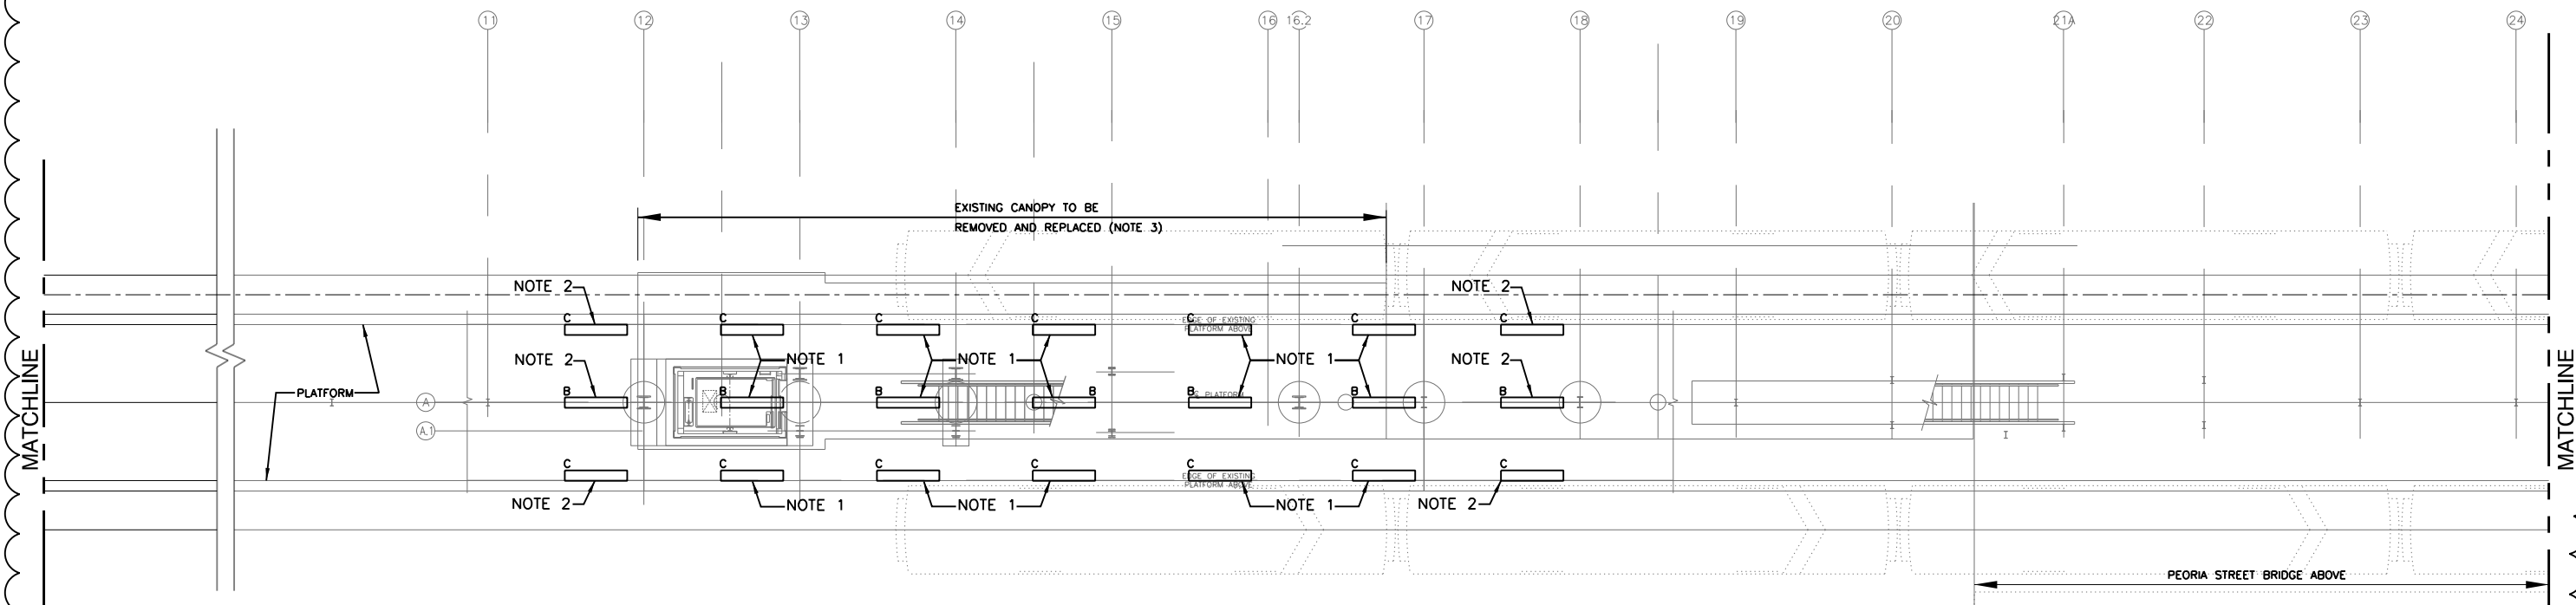 11 12 13 14 15 16 16.2 17 18 19 20 21A 22 23 24
EXISTING CANOPY TO BE
REMOVED AND REPLACED (NOTE 3)
NOTE 2 NOTE 2
C C C C C C C
EDGE OF EXISTING
PLATFORM ABOVE
NOTE 2 NOTE 1 NOTE 1 NOTE 1 NOTE 2
MATCHLINE
MATCHLINE
PLATFORM
B B B B B B B
℄ PLATFORM
A
A.1
C C C C C C C
EDGE OF EXISTING
PLATFORM ABOVE
NOTE 2 NOTE 1 NOTE 1 NOTE 1 NOTE 2
PEORIA STREET BRIDGE ABOVE